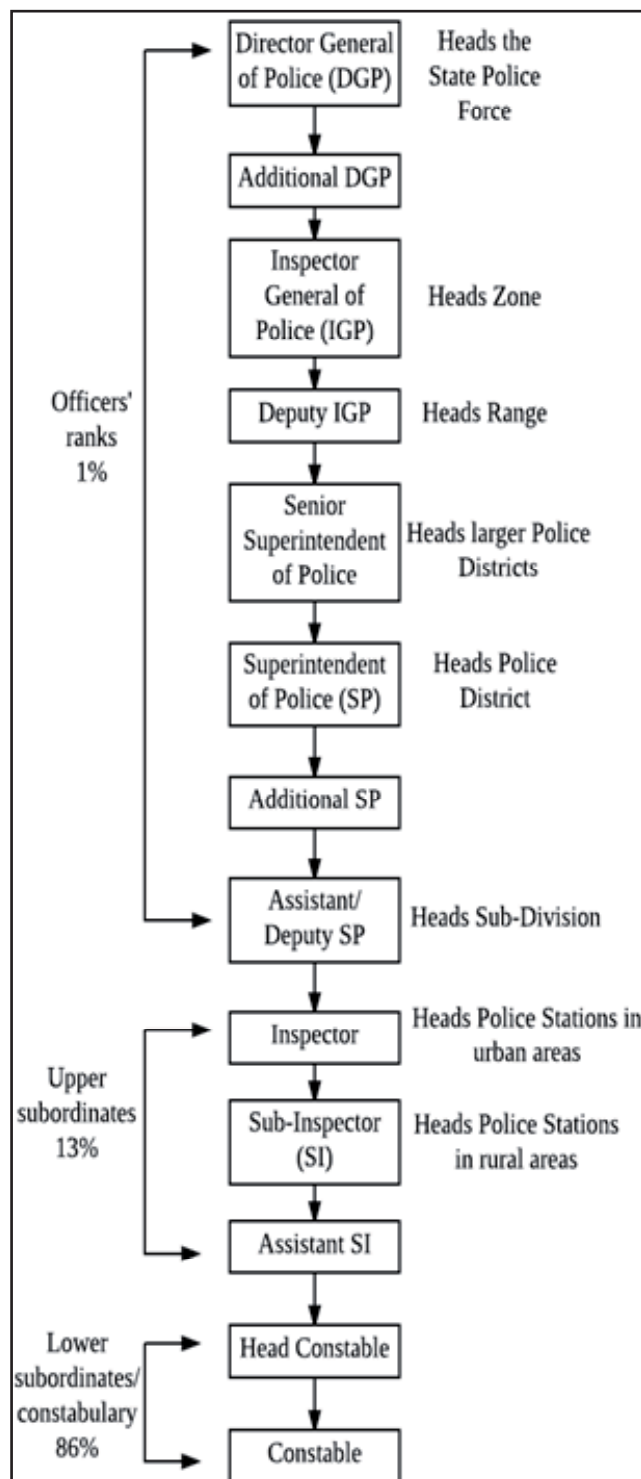 Director General
of Police (DGP)
Heads the
State Police
Force
Additional DGP
Inspector
General of
Police (IGP)
Heads Zone
Officers'
ranks
1%
Deputy IGP
Heads Range
Senior
Superintendent
of Police
Heads larger Police
Districts
Superintendent
of Police (SP)
Heads Police
District
Additional SP
Assistant/
Deputy SP
Heads Sub-Division
Inspector
Heads Police Stations in
urban areas
Upper
subordinates
13%
Sub-Inspector
(SI)
Heads Police Stations
in rural areas
Assistant SI
Lower
subordinates/
constabulary
86%
Head Constable
Constable